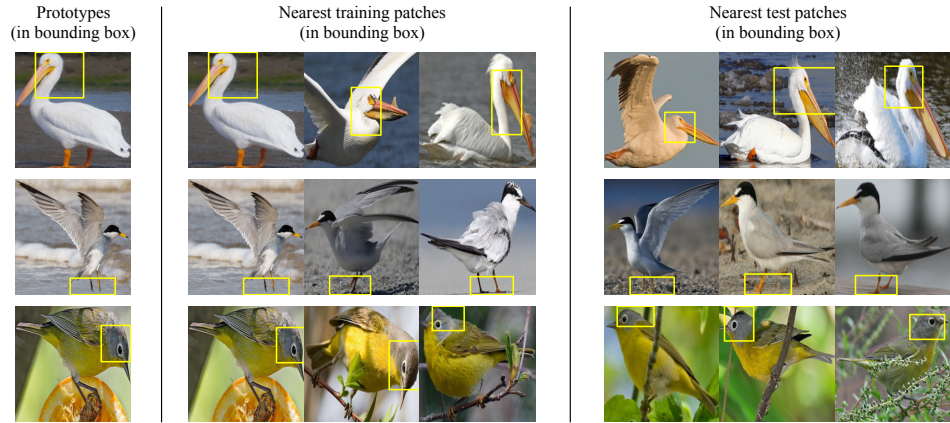 Prototypes
(in bounding box)
Nearest training patches
(in bounding box)
Nearest test patches
(in bounding box)